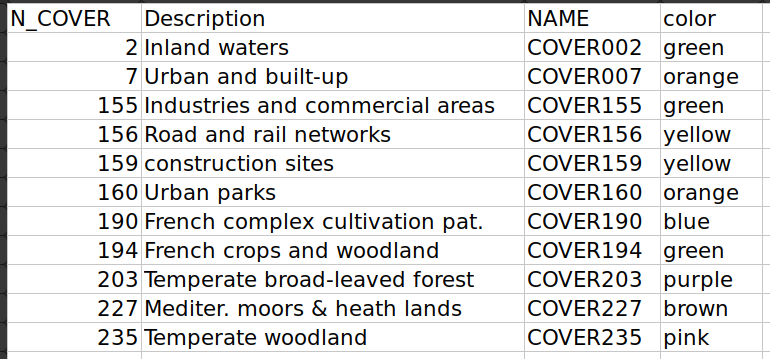 N_COVER Description NAME color
2 Inland waters COVER002 green
7 Urban and built-up COVER007 orange
155 Industries and commercial areas COVER155 green
156 Road and rail networks COVER156 yellow
159 construction sites COVER159 yellow
160 Urban parks COVER160 orange
190 French complex cultivation pat. COVER190 blue
194 French crops and woodland COVER194 green
203 Temperate broad-leaved forest COVER203 purple
227 Mediter. moors & heath lands COVER227 brown
235 Temperate woodland COVER235 pink